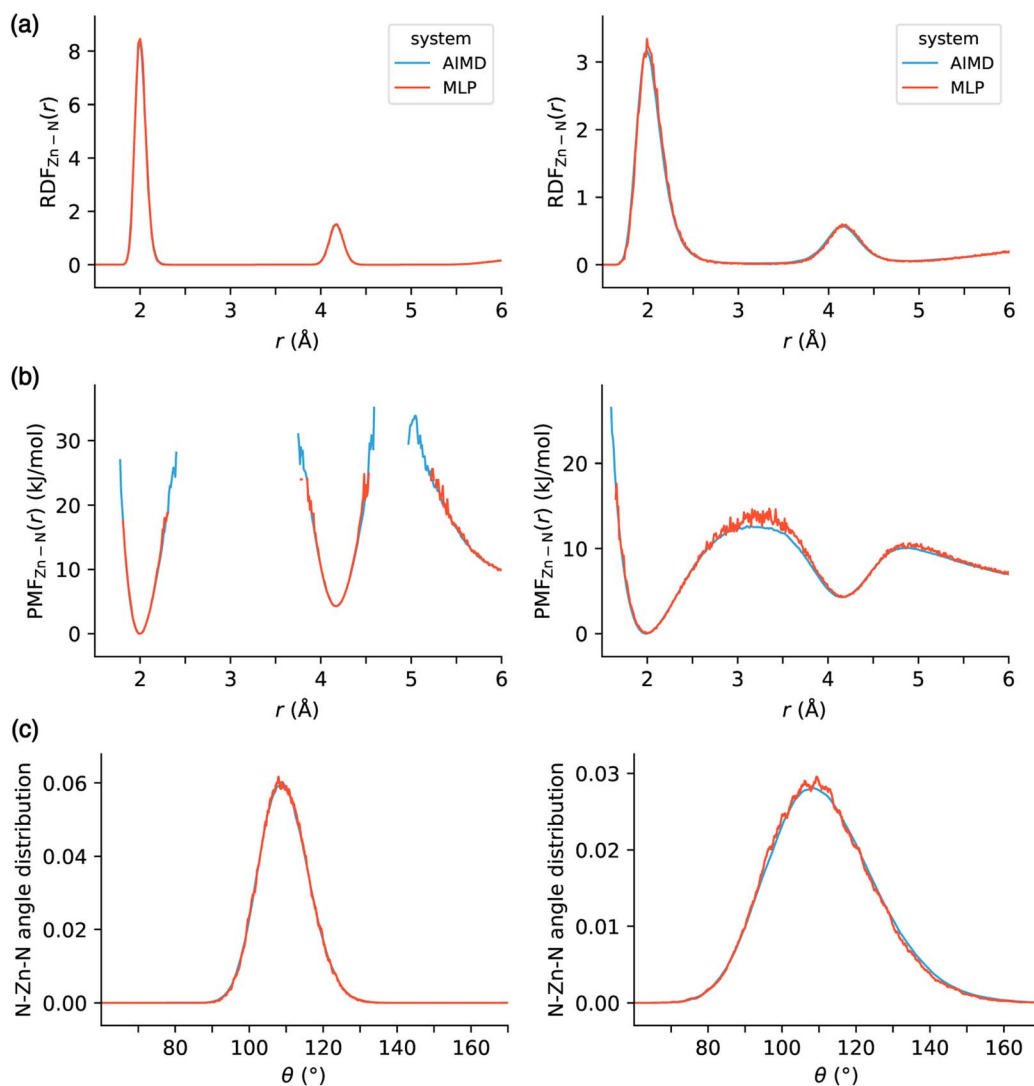 (a)
8
6
4
2
0
RDF_Zn−N(r)
system
AIMD
MLP
2 3 4 5 6
r (Å)
3
2
1
0
RDF_Zn−N(r)
system
AIMD
MLP
2 3 4 5 6
r (Å)
(b)
30
20
10
0
PMF_Zn−N(r) (kJ/mol)
2 3 4 5 6
r (Å)
20
10
0
PMF_Zn−N(r) (kJ/mol)
2 3 4 5 6
r (Å)
(c)
0.06
0.04
0.02
0.00
N-Zn-N angle distribution
80 100 120 140 160
θ (°)
0.03
0.02
0.01
0.00
N-Zn-N angle distribution
80 100 120 140 160
θ (°)